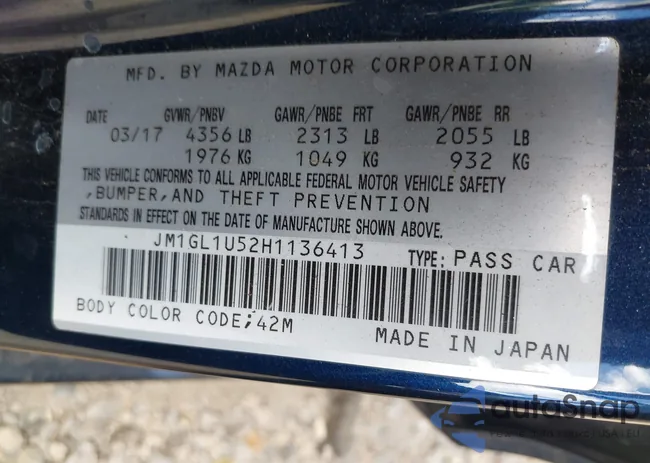 MFD. BY MAZDA MOTOR CORPORATION
DATE GVWR/PNBV GAWR/PNBE FRT GAWR/PNBE RR
03/17 4356 LB 2313 LB 2055 LB
1976 KG 1049 KG 932 KG
THIS VEHICLE CONFORMS TO ALL APPLICABLE FEDERAL MOTOR VEHICLE SAFETY
,BUMPER,AND THEFT PREVENTION
STANDARDS IN EFFECT ON THE DATE OF MANUFACTURE SHOWN ABOVE.
JM1GL1U52H1136413 TYPE: PASS CAR
BODY COLOR CODE;42M
MADE IN JAPAN
autoSnap